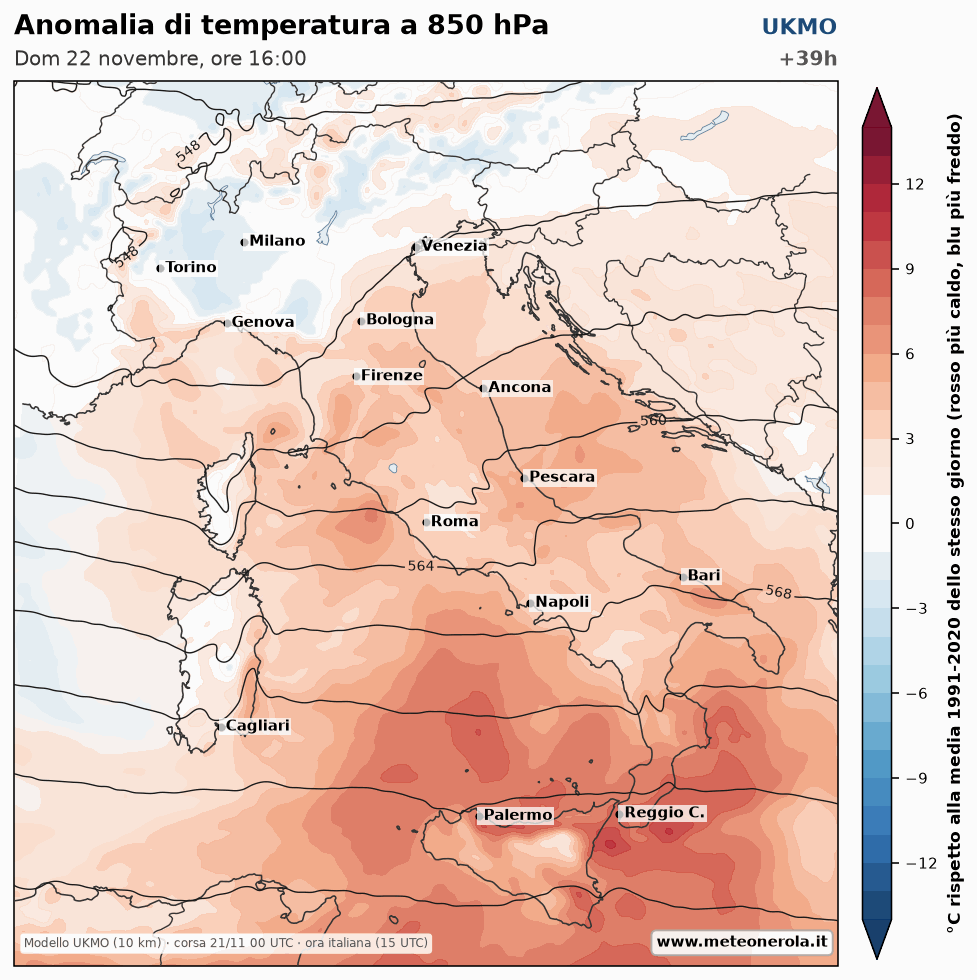 Anomalia di temperatura a 850 hPa
UKMO
Dom 22 novembre, ore 16:00
+39h
548
548
Milano
Venezia
Torino
Genova
Bologna
Firenze
Ancona
560
Pescara
Roma
564
Bari
Napoli
568
Cagliari
Palermo
Reggio C.
12
9
6
3
0
−3
−6
−9
−12
°C rispetto alla media 1991-2020 dello stesso giorno (rosso più caldo, blu più freddo)
Modello UKMO (10 km) · corsa 21/11 00 UTC · ora italiana (15 UTC)
www.meteonerola.it